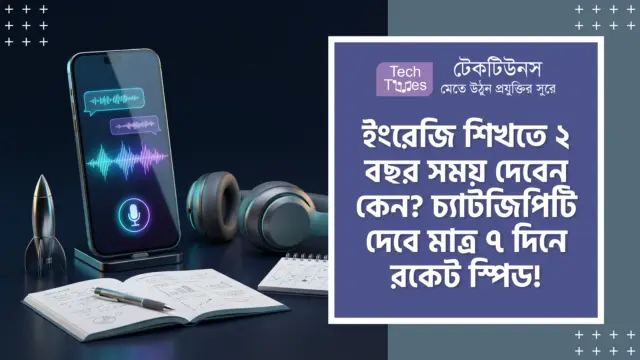 Tech
Tunes
টেকটিউনস
মেতে উঠুন প্রযুক্তির সুরে
ইংরেজি শিখতে ২
বছর সময় দেবেন
কেন? চ্যাটজিপিটি
দেবে মাত্র ৭ দিনে
রকেট স্পিড!